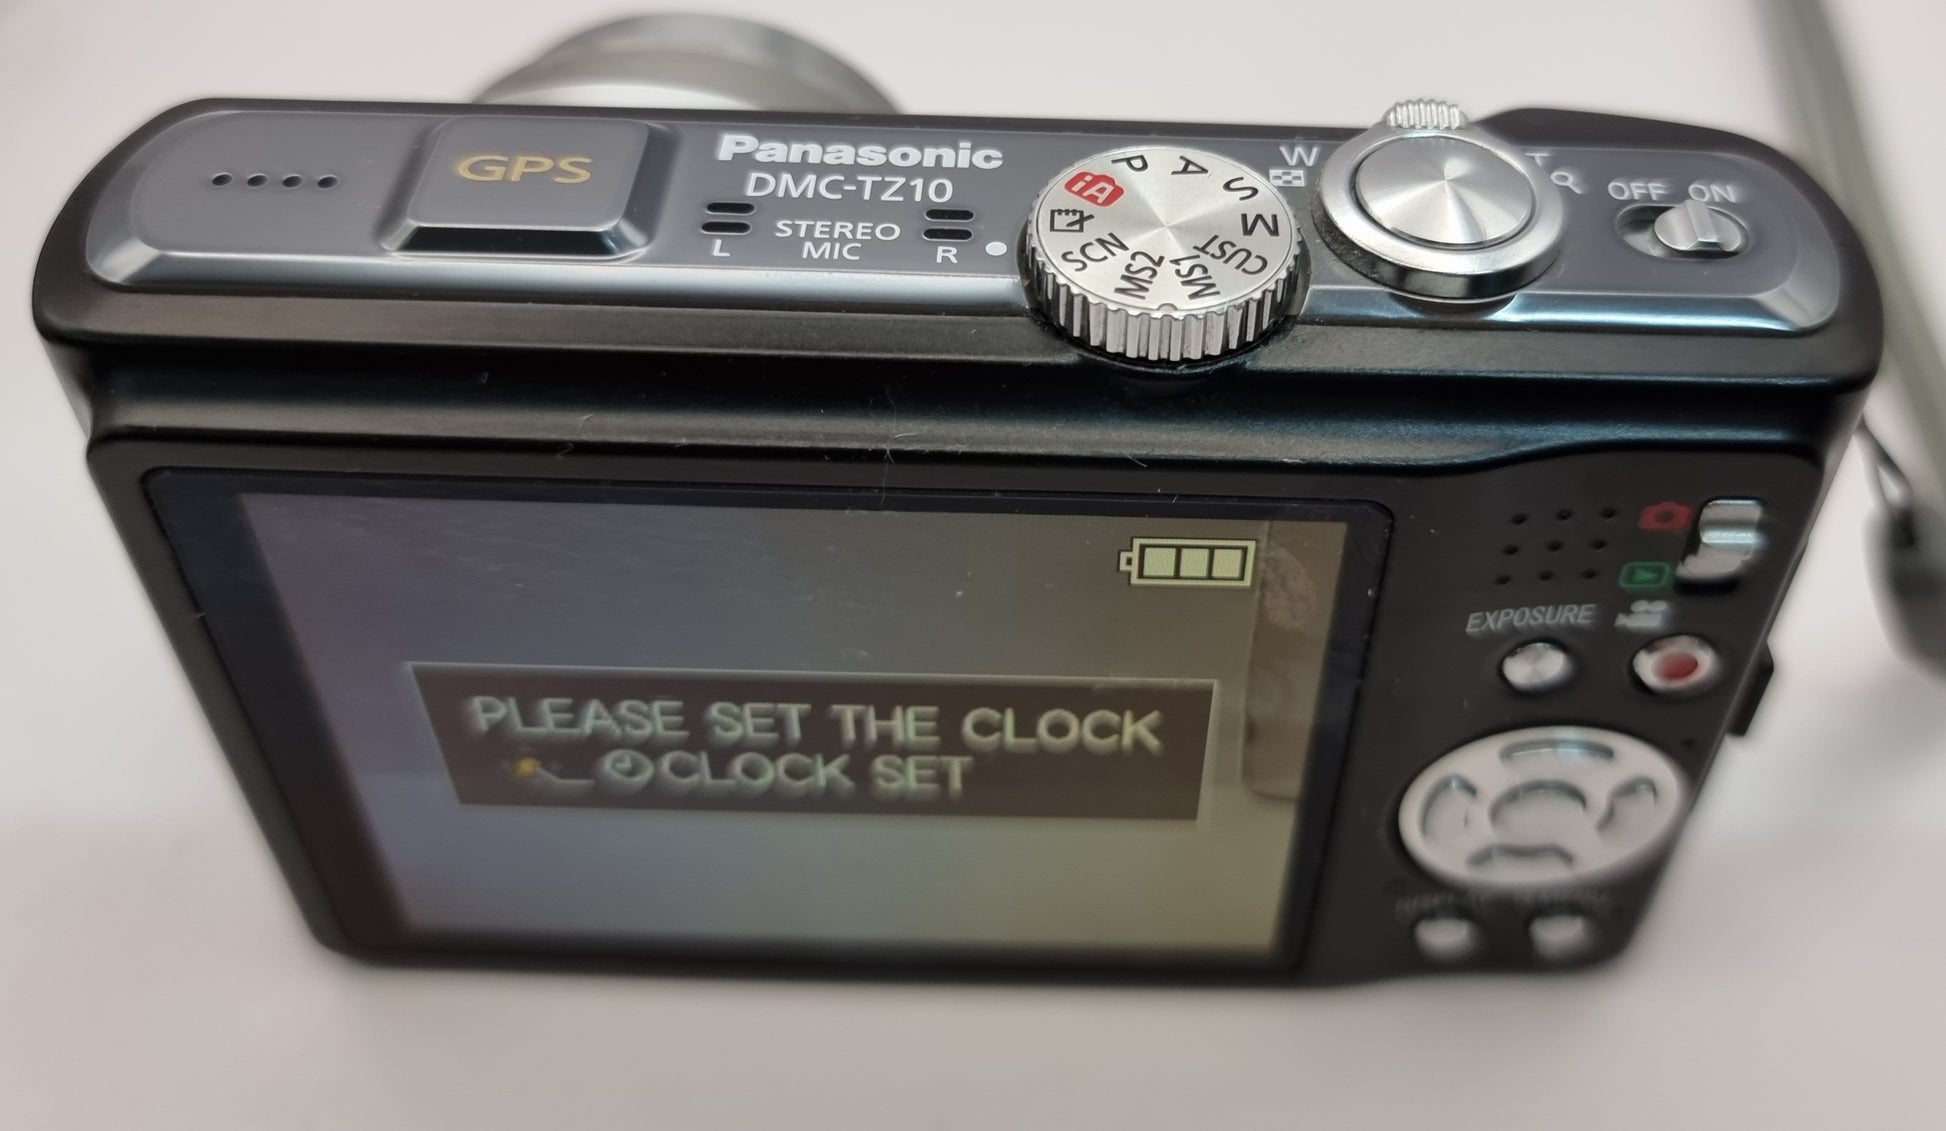 GPS
Panasonic
DMC-TZ10
STEREO
MIC
L
R
P
A
S
M
CUST
MS1
MS2
SCN
iA
W
T
OFF ON
EXPOSURE
PLEASE SET THE CLOCK
CLOCK SET